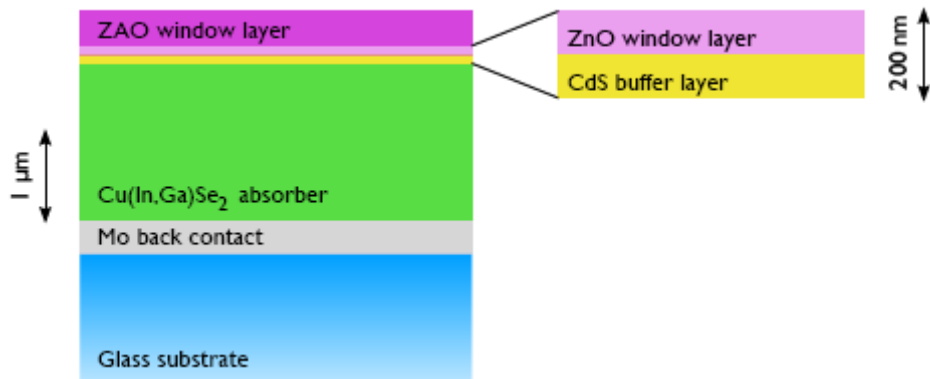 ZAO window layer
ZnO window layer
CdS buffer layer
200 nm
1 μm
Cu(In,Ga)Se₂ absorber
Mo back contact
Glass substrate